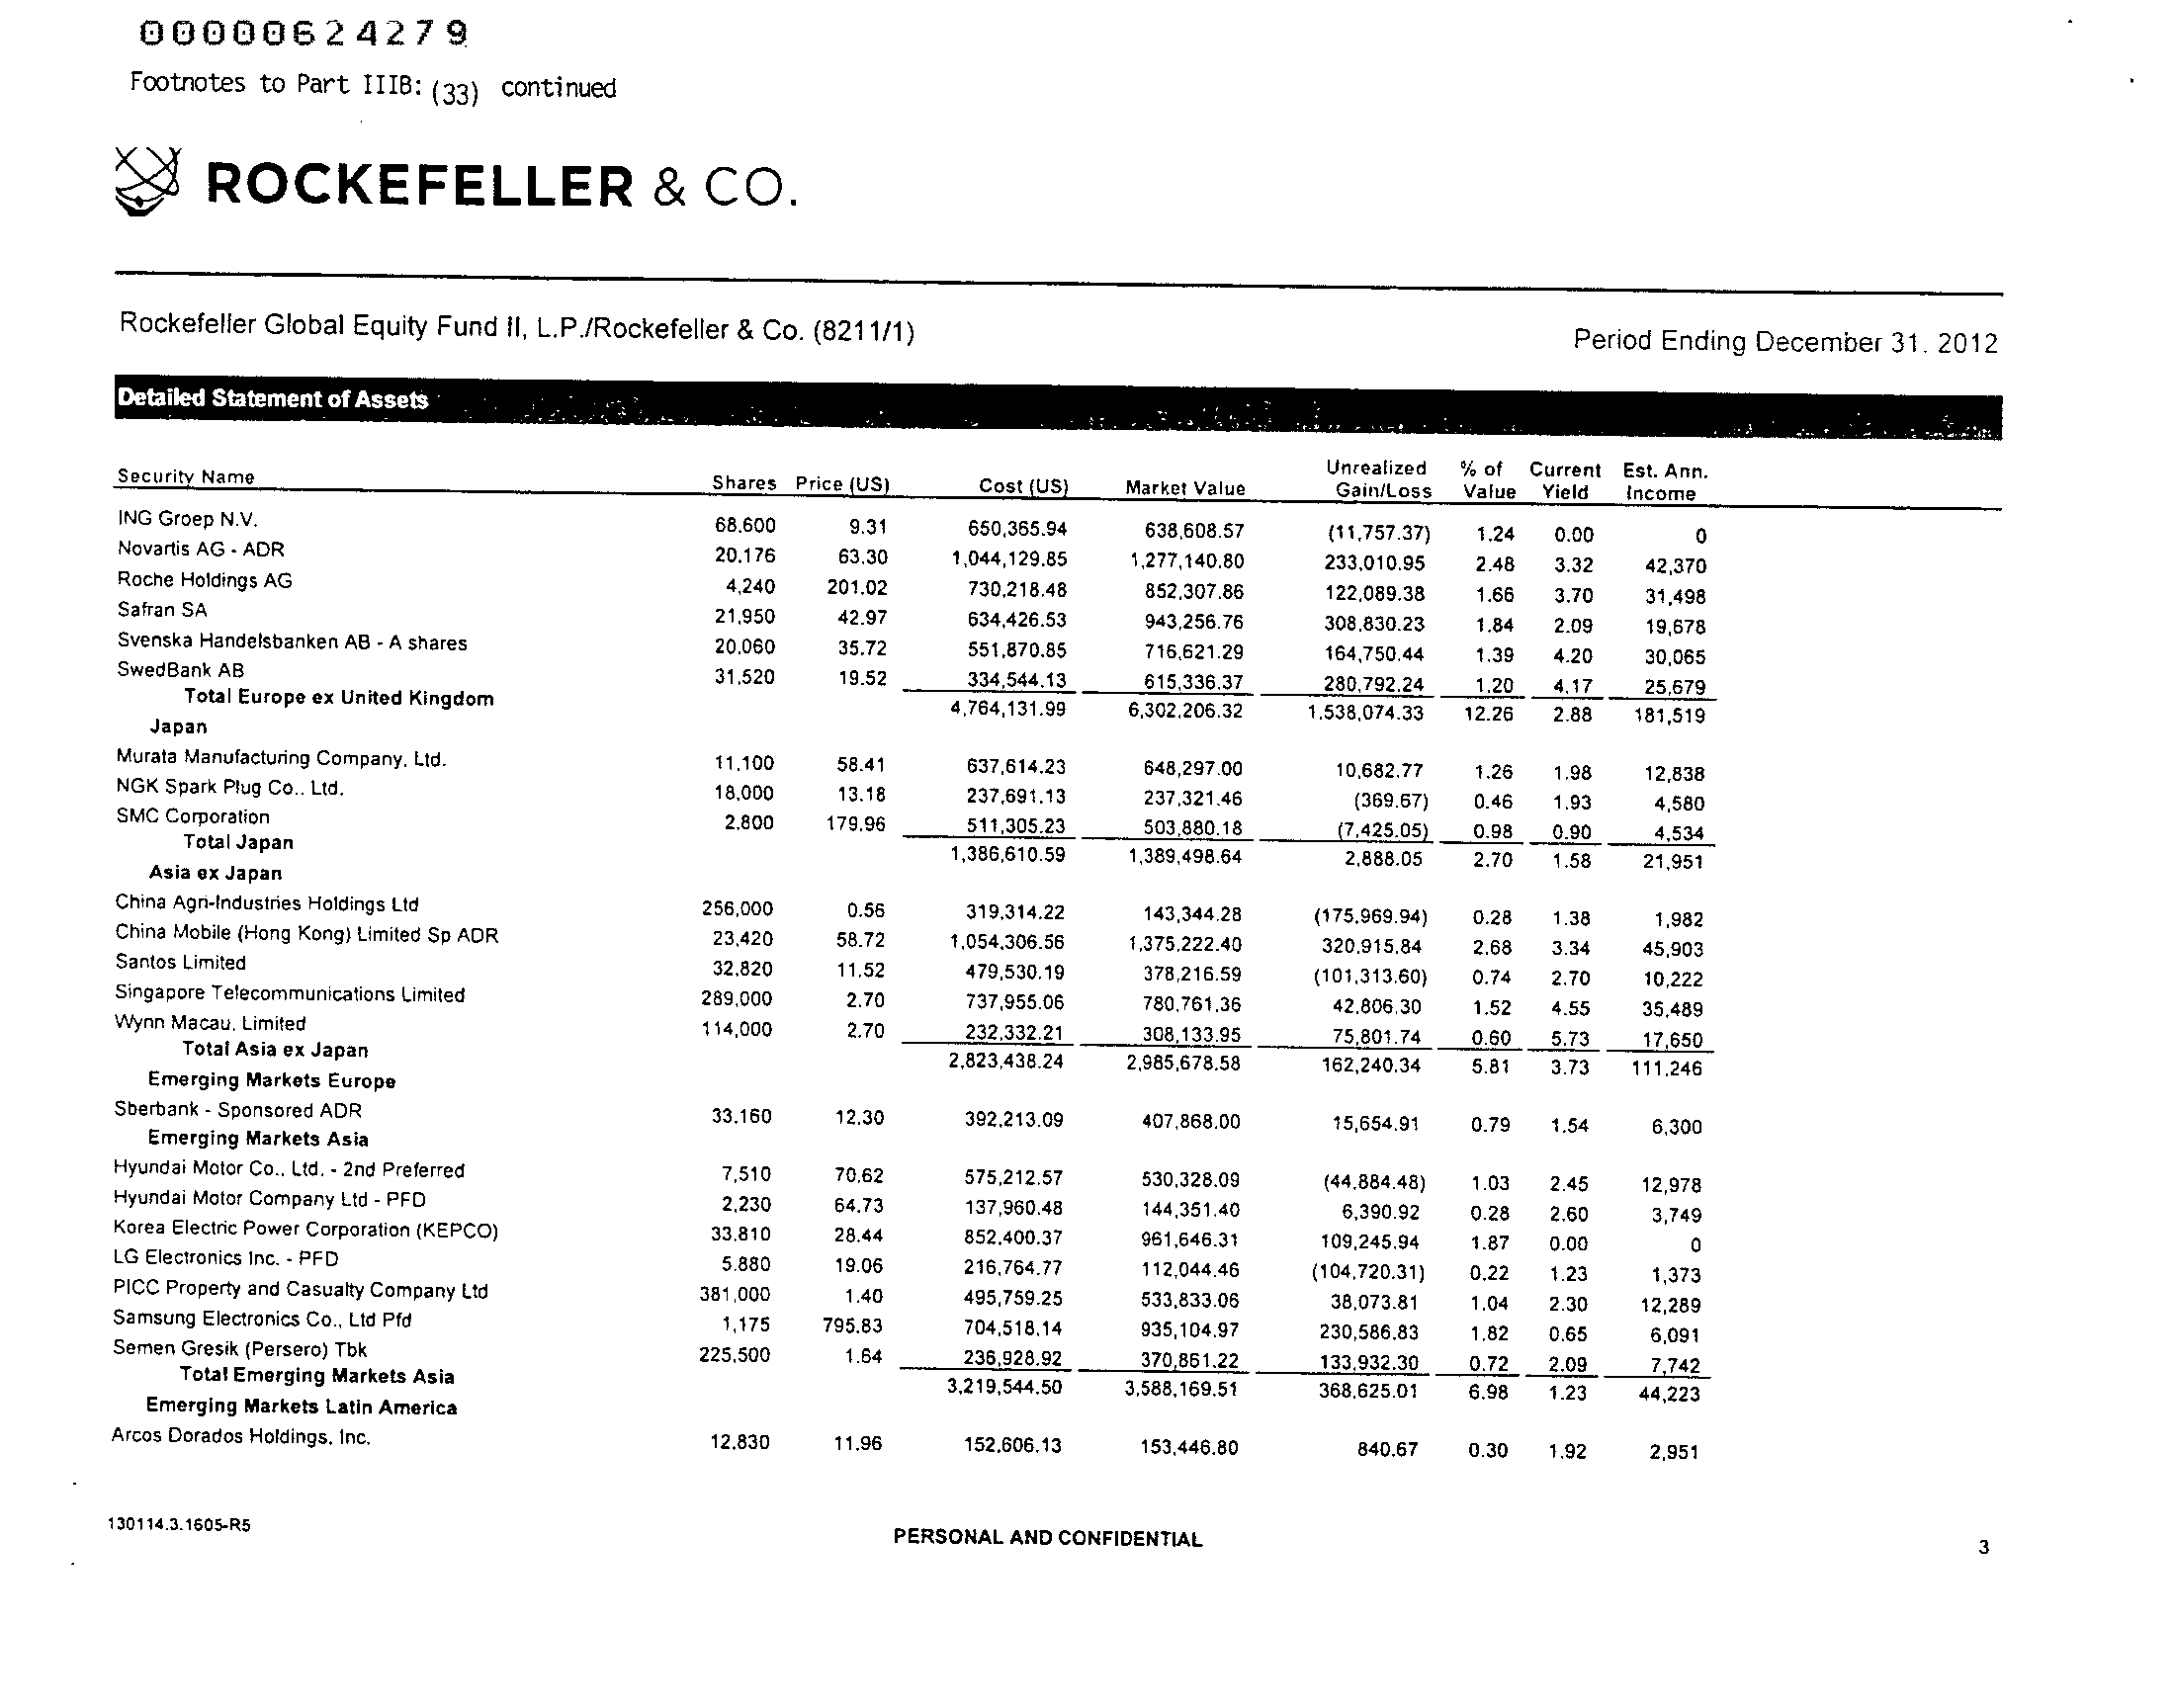 00000624279
Footnotes to Part IIIB: (33) continued
ROCKEFELLER & CO.
Rockefeller Global Equity Fund II, L.P./Rockefeller & Co. (8211/1) Period Ending December 31. 2012
Detailed Statement of Assets
Unrealized % of Current Est. Ann.
Security Name Shares Price (US) Cost (US) Market Value Gain/Loss Value Yield Income
ING Groep N.V. 68,600 9.31 650,365.94 638,608.57 (11,757.37) 1.24 0.00 0
Novartis AG - ADR 20,176 63.30 1,044,129.85 1,277,140.80 233,010.95 2.48 3.32 42,370
Roche Holdings AG 4,240 201.02 730,218.48 852,307.86 122,089.38 1.66 3.70 31,498
Safran SA 21,950 42.97 634,426.53 943,256.76 308,830.23 1.84 2.09 19,678
Svenska Handelsbanken AB - A shares 20,060 35.72 551,870.85 716,621.29 164,750.44 1.39 4.20 30,065
SwedBank AB 31,520 19.52 334,544.13 615,336.37 280,792.24 1.20 4.17 25,679
Total Europe ex United Kingdom 4,764,131.99 6,302,206.32 1,538,074.33 12.26 2.88 181,519
Japan
Murata Manufacturing Company, Ltd. 11,100 58.41 637,614.23 648,297.00 10,682.77 1.26 1.98 12,838
NGK Spark Plug Co., Ltd. 18,000 13.18 237,691.13 237,321.46 (369.67) 0.46 1.93 4,580
SMC Corporation 2,800 179.96 511,305.23 503,880.18 (7,425.05) 0.98 0.90 4,534
Total Japan 1,386,610.59 1,389,498.64 2,888.05 2.70 1.58 21,951
Asia ex Japan
China Agri-Industries Holdings Ltd 256,000 0.56 319,314.22 143,344.28 (175,969.94) 0.28 1.38 1,982
China Mobile (Hong Kong) Limited Sp ADR 23,420 58.72 1,054,306.56 1,375,222.40 320,915.84 2.68 3.34 45,903
Santos Limited 32,820 11.52 479,530.19 378,216.59 (101,313.60) 0.74 2.70 10,222
Singapore Telecommunications Limited 289,000 2.70 737,955.06 780,761.36 42,806.30 1.52 4.55 35,489
Wynn Macau, Limited 114,000 2.70 232,332.21 308,133.95 75,801.74 0.60 5.73 17,650
Total Asia ex Japan 2,823,438.24 2,985,678.58 162,240.34 5.81 3.73 111,246
Emerging Markets Europe
Sberbank - Sponsored ADR 33,160 12.30 392,213.09 407,868.00 15,654.91 0.79 1.54 6,300
Emerging Markets Asia
Hyundai Motor Co., Ltd. - 2nd Preferred 7,510 70.62 575,212.57 530,328.09 (44,884.48) 1.03 2.45 12,978
Hyundai Motor Company Ltd - PFD 2,230 64.73 137,960.48 144,351.40 6,390.92 0.28 2.60 3,749
Korea Electric Power Corporation (KEPCO) 33,810 28.44 852,400.37 961,646.31 109,245.94 1.87 0.00 0
LG Electronics Inc. - PFD 5,880 19.06 216,764.77 112,044.46 (104,720.31) 0.22 1.23 1,373
PICC Property and Casualty Company Ltd 381,000 1.40 495,759.25 533,833.06 38,073.81 1.04 2.30 12,289
Samsung Electronics Co., Ltd Pfd 1,175 795.83 704,518.14 935,104.97 230,586.83 1.82 0.65 6,091
Semen Gresik (Persero) Tbk 225,500 1.64 236,928.92 370,861.22 133,932.30 0.72 2.09 7,742
Total Emerging Markets Asia 3,219,544.50 3,588,169.51 368,625.01 6.98 1.23 44,223
Emerging Markets Latin America
Arcos Dorados Holdings, Inc. 12,830 11.96 152,606.13 153,446.80 840.67 0.30 1.92 2,951
130114.3.1605-R5 PERSONAL AND CONFIDENTIAL 3